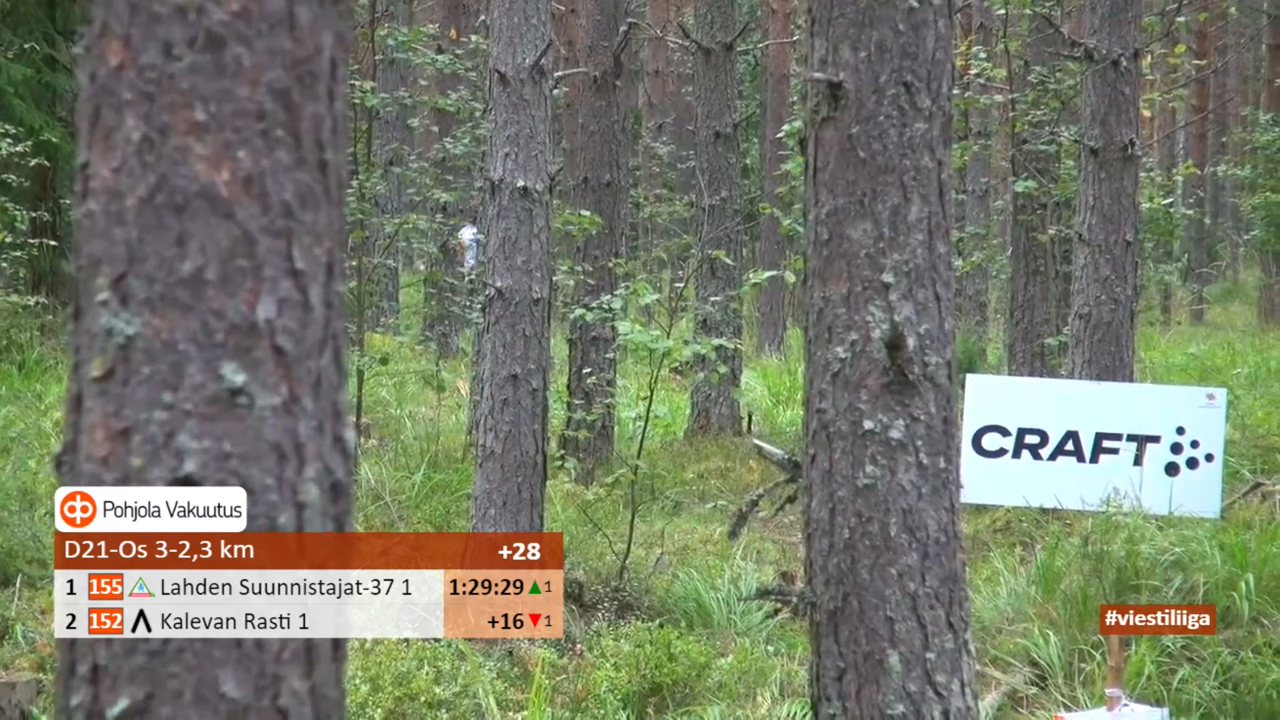 CRAFT
op Pohjola Vakuutus
D21-Os 3-2,3 km +28
1 155 Lahden Suunnistajat-37 1 1:29:29 ▲1
2 152 Kalevan Rasti 1 +16 ▼1
#viestiliiga